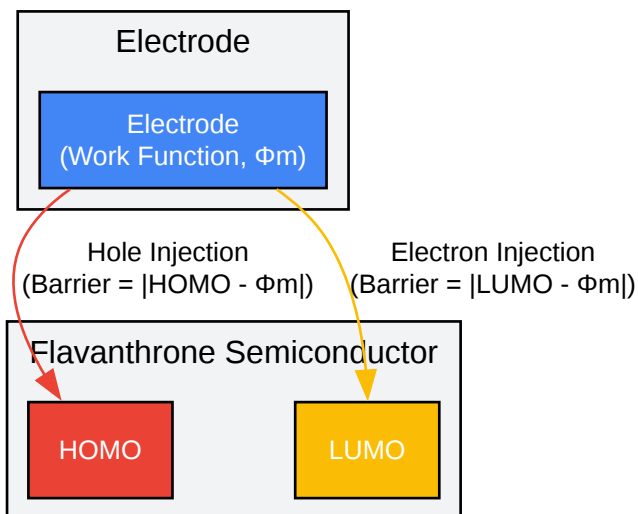 Electrode
Electrode
(Work Function, Φm)
Hole Injection
(Barrier = |HOMO - Φm|)
Electron Injection
(Barrier = |LUMO - Φm|)
Flavanthrone Semiconductor
HOMO
LUMO